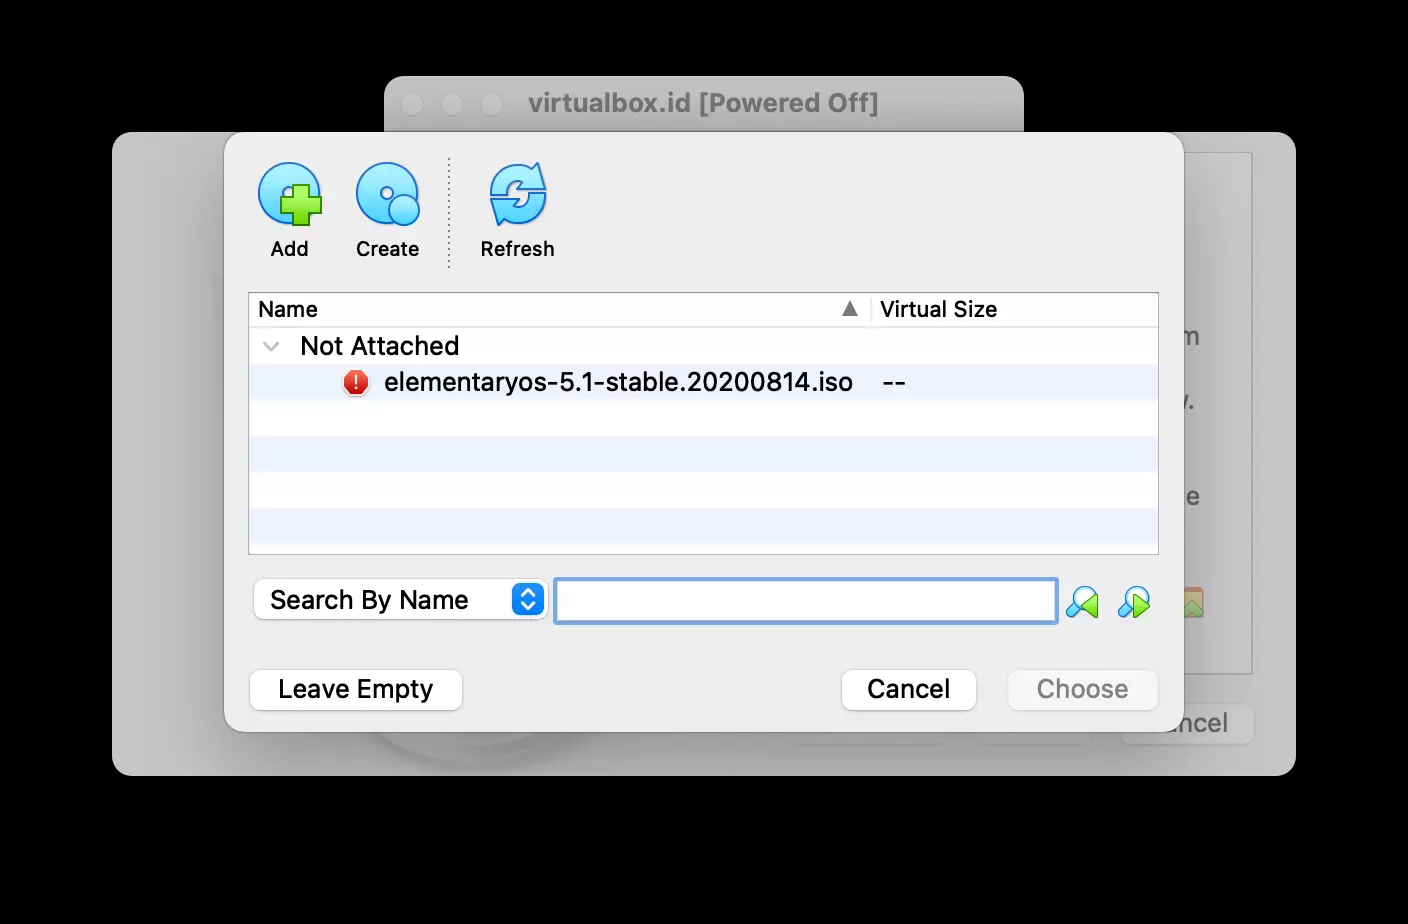 virtualbox.id [Powered Off]
Add
Create
Refresh
Name
Virtual Size
Not Attached
elementaryos-5.1-stable.20200814.iso
--
Search By Name
Leave Empty
Cancel
Choose